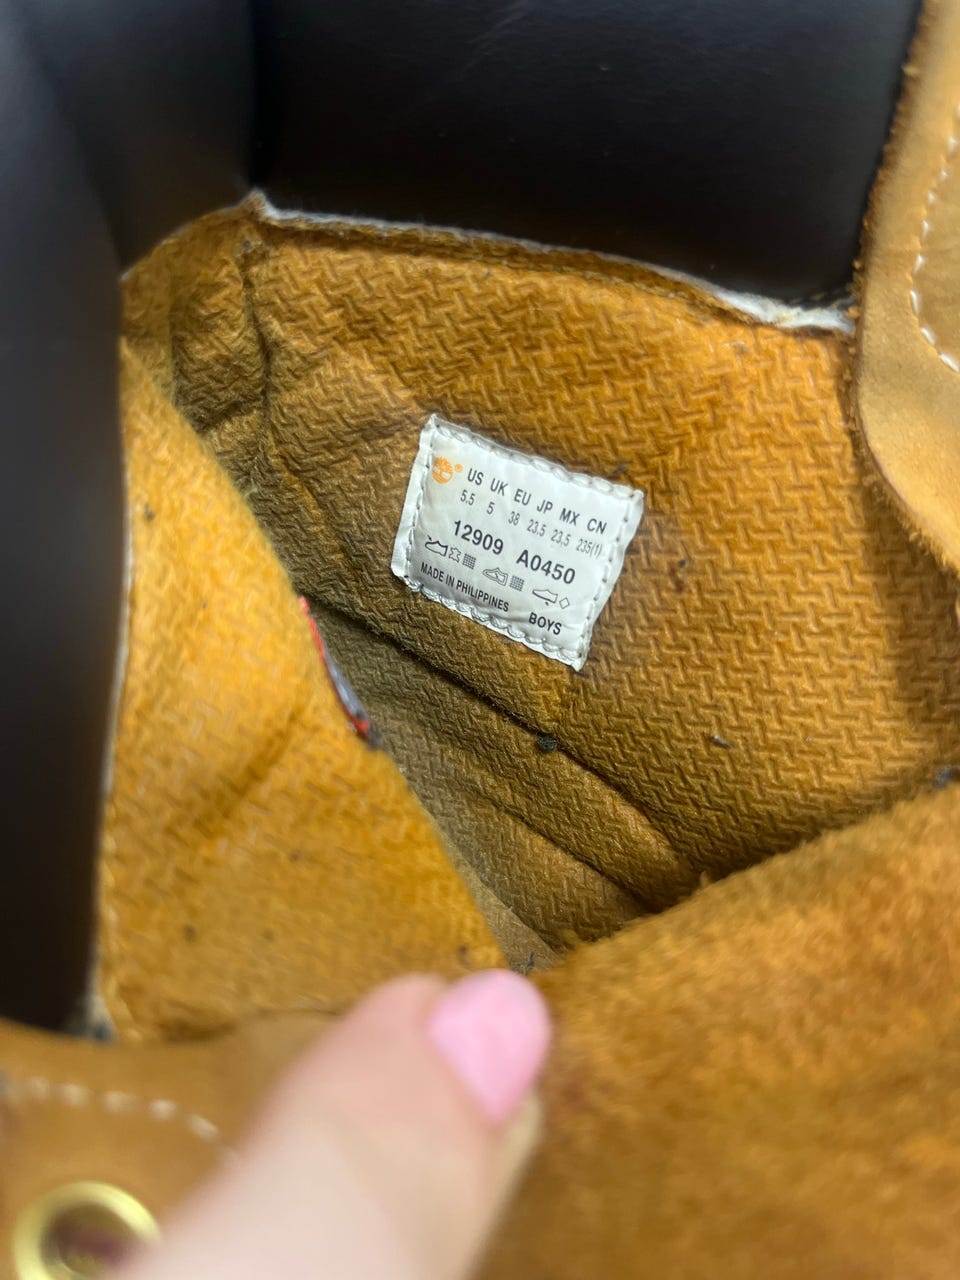 ® US UK EU JP MX CN
5.5 5 38 23.5 23,5 235(1)
12909 A0450
MADE IN PHILIPPINES BOYS